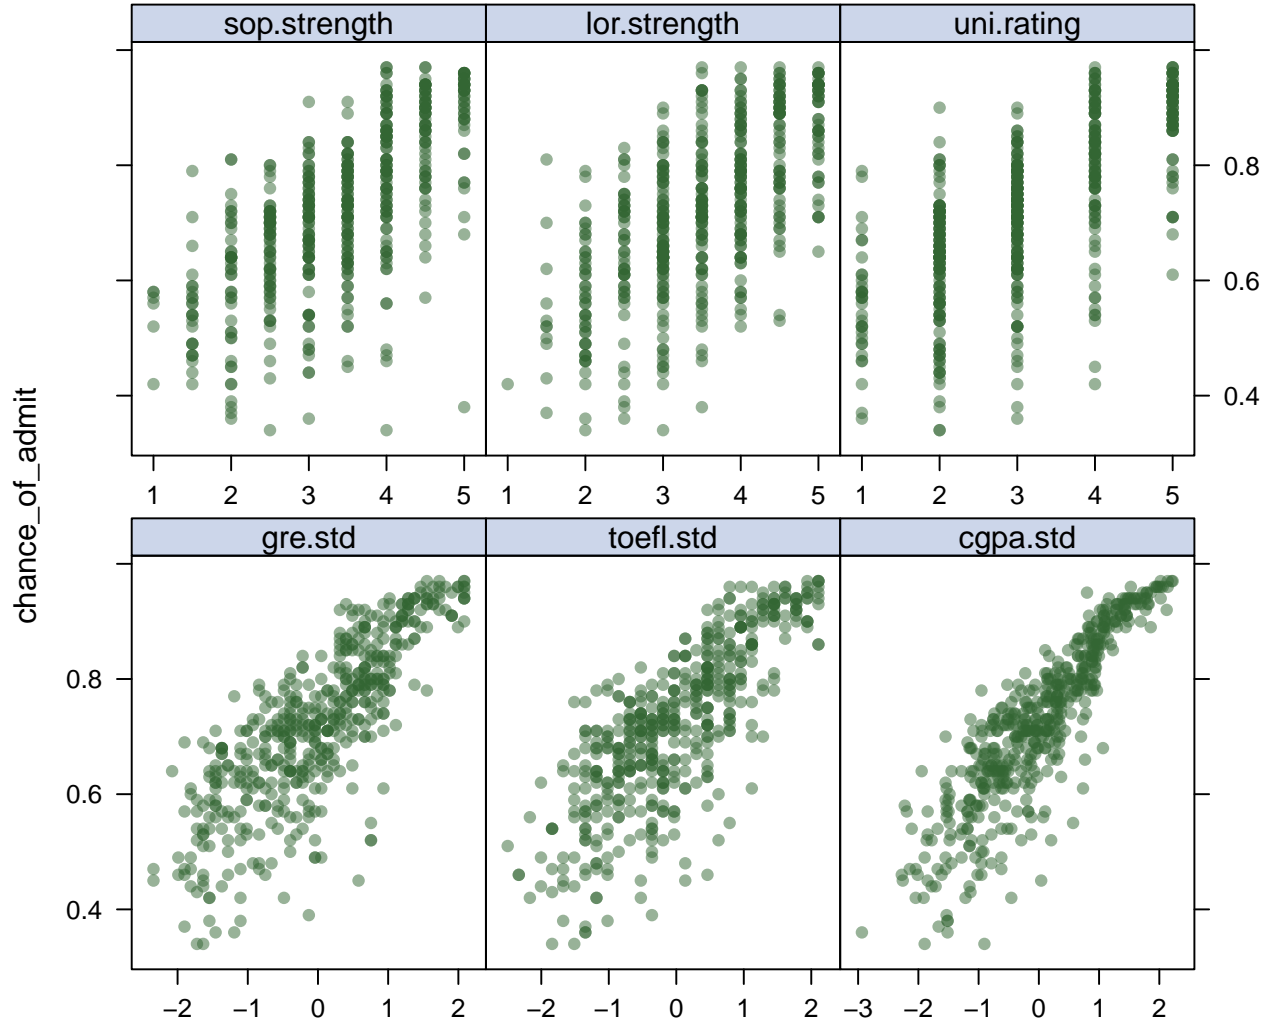 sop.strength lor.strength uni.rating
0.8
0.6
0.4
1 2 3 4 5 1 2 3 4 5 1 2 3 4 5
chance_of_admit
gre.std toefl.std cgpa.std
0.8
0.6
0.4
−2 −1 0 1 2 −2 −1 0 1 2 −3 −2 −1 0 1 2